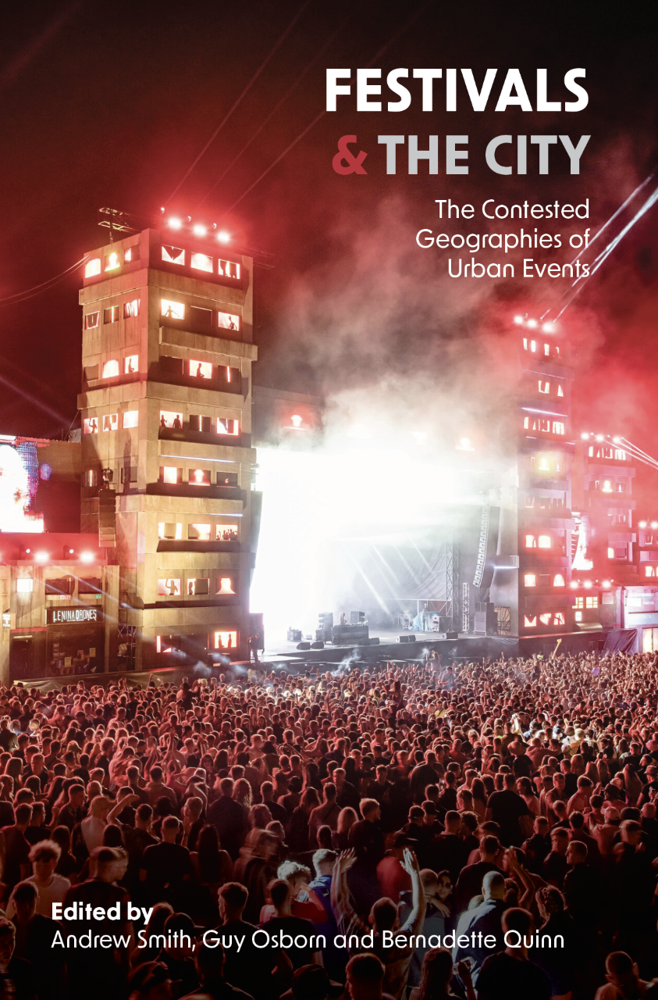 FESTIVALS
& THE CITY
The Contested
Geographies of
Urban Events
LENINADRONES
Edited by
Andrew Smith, Guy Osborn and Bernadette Quinn